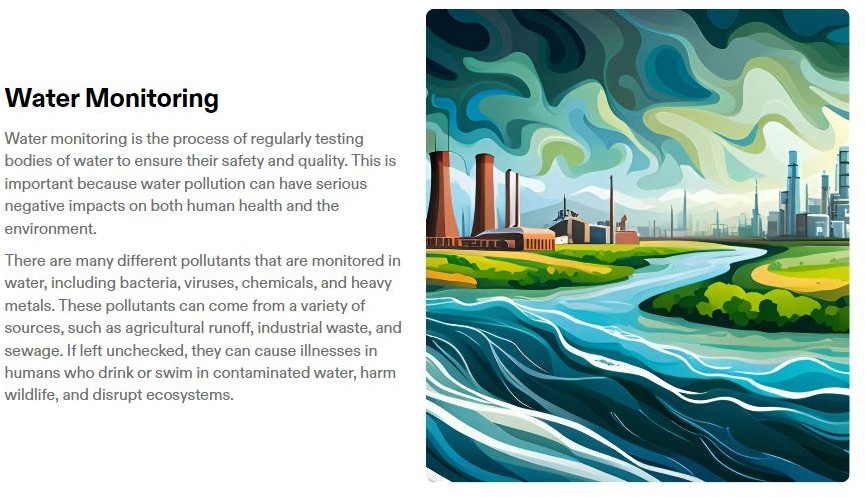 Water Monitoring
Water monitoring is the process of regularly testing
bodies of water to ensure their safety and quality. This is
important because water pollution can have serious
negative impacts on both human health and the
environment.
There are many different pollutants that are monitored in
water, including bacteria, viruses, chemicals, and heavy
metals. These pollutants can come from a variety of
sources, such as agricultural runoff, industrial waste, and
sewage. If left unchecked, they can cause illnesses in
humans who drink or swim in contaminated water, harm
wildlife, and disrupt ecosystems.